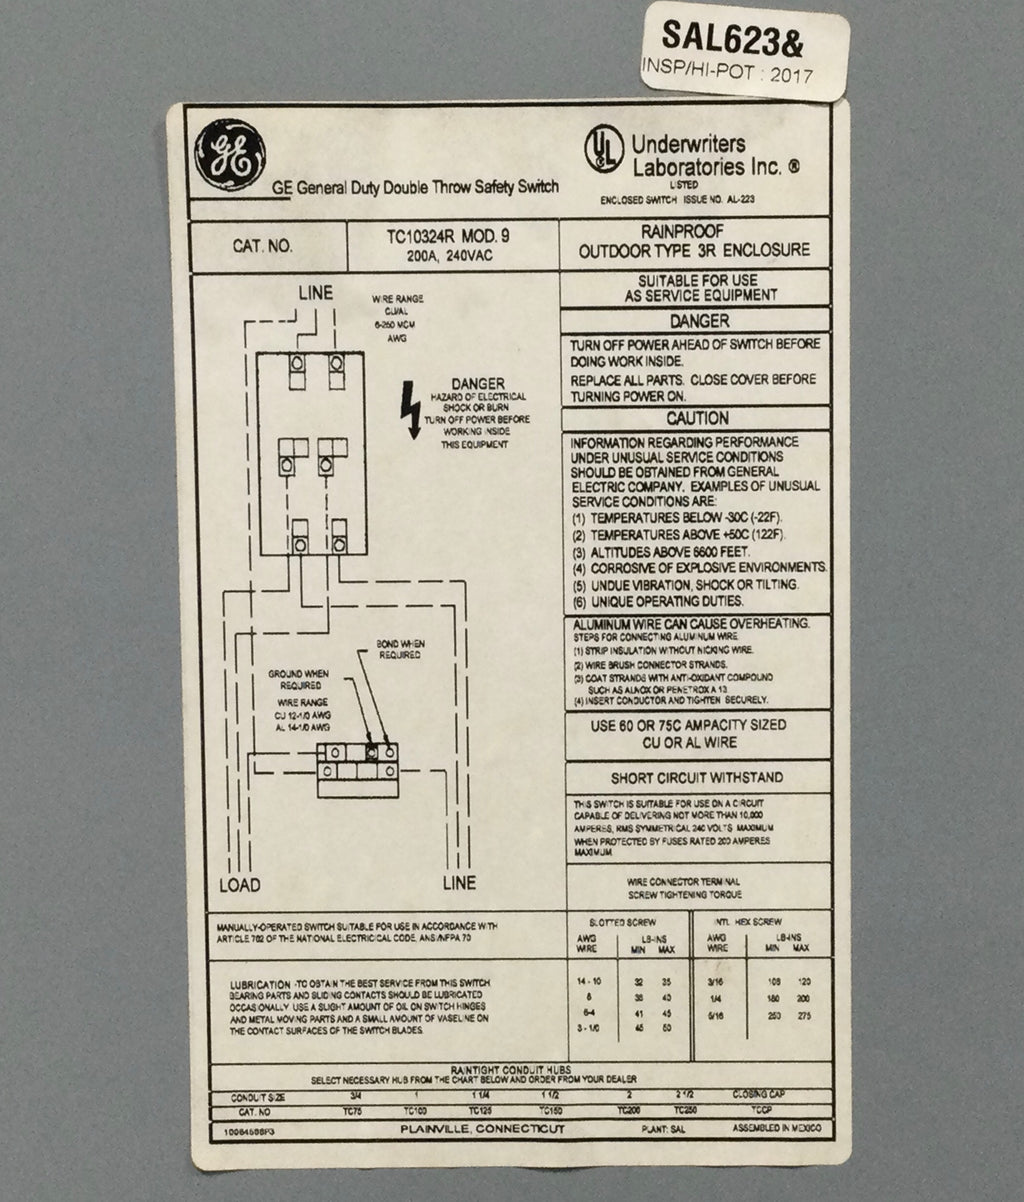 SAL623&
INSP/HI-POT : 2017
GE
GE General Duty Double Throw Safety Switch
UL
Underwriters
Laboratories Inc. ®
LISTED
ENCLOSED SWITCH ISSUE NO. AL-223
CAT. NO.
TC10324R MOD. 9
200A, 240VAC
RAINPROOF
OUTDOOR TYPE 3R ENCLOSURE
LINE
WIRE RANGE
CU/AL
6-250 MCM
AWG
DANGER
HAZARD OF ELECTRICAL
SHOCK OR BURN
TURN OFF POWER BEFORE
WORKING INSIDE
THIS EQUIPMENT
BOND WHEN
REQUIRED
GROUND WHEN
REQUIRED
WIRE RANGE
CU 12-1/0 AWG
AL 14-1/0 AWG
LOAD
LINE
SUITABLE FOR USE
AS SERVICE EQUIPMENT
DANGER
TURN OFF POWER AHEAD OF SWITCH BEFORE
DOING WORK INSIDE.
REPLACE ALL PARTS. CLOSE COVER BEFORE
TURNING POWER ON.
CAUTION
INFORMATION REGARDING PERFORMANCE
UNDER UNUSUAL SERVICE CONDITIONS
SHOULD BE OBTAINED FROM GENERAL
ELECTRIC COMPANY. EXAMPLES OF UNUSUAL
SERVICE CONDITIONS ARE:
(1) TEMPERATURES BELOW -30C (-22F).
(2) TEMPERATURES ABOVE +50C (122F).
(3) ALTITUDES ABOVE 6600 FEET.
(4) CORROSIVE OF EXPLOSIVE ENVIRONMENTS.
(5) UNDUE VIBRATION, SHOCK OR TILTING.
(6) UNIQUE OPERATING DUTIES.
ALUMINUM WIRE CAN CAUSE OVERHEATING.
STEPS FOR CONNECTING ALUMINUM WIRE.
(1) STRIP INSULATION WITHOUT NICKING WIRE.
(2) WIRE BRUSH CONNECTOR STRANDS.
(3) COAT STRANDS WITH ANTI-OXIDANT COMPOUND
SUCH AS ALNOX OR PENETROX A 13.
(4) INSERT CONDUCTOR AND TIGHTEN SECURELY.
USE 60 OR 75C AMPACITY SIZED
CU OR AL WIRE
SHORT CIRCUIT WITHSTAND
THIS SWITCH IS SUITABLE FOR USE ON A CIRCUIT
CAPABLE OF DELIVERING NOT MORE THAN 10,000
AMPERES, RMS SYMMETRICAL 240 VOLTS MAXIMUM
WHEN PROTECTED BY FUSES RATED 200 AMPERES
MAXIMUM
WIRE CONNECTOR TERMINAL
SCREW TIGHTENING TORQUE
MANUALLY-OPERATED SWITCH SUITABLE FOR USE IN ACCORDANCE WITH
ARTICLE 702 OF THE NATIONAL ELECTRICAL CODE, ANSI/NFPA 70
LUBRICATION -TO OBTAIN THE BEST SERVICE FROM THIS SWITCH
BEARING PARTS AND SLIDING CONTACTS SHOULD BE LUBRICATED
OCCASIONALLY. USE A SLIGHT AMOUNT OF OIL ON SWITCH HINGES
AND METAL MOVING PARTS AND A SMALL AMOUNT OF VASELINE ON
THE CONTACT SURFACES OF THE SWITCH BLADES.
SLOTTED SCREW INTL HEX SCREW
AWG LB-INS AWG LB-INS
WIRE MIN MAX WIRE MIN MAX
14 - 10 32 35 3/16 108 120
8 36 40 1/4 180 200
6-4 41 45 5/16 250 275
3 - 1/0 45 50
RAINTIGHT CONDUIT HUBS
SELECT NECESSARY HUB FROM THE CHART BELOW AND ORDER FROM YOUR DEALER
CONDUIT SIZE 3/4 1 1 1/4 1 1/2 2 2 1/2 CLOSING CAP
CAT. NO TC75 TC100 TC125 TC150 TC200 TC250 TCCP
PLAINVILLE, CONNECTICUT PLANT: SAL ASSEMBLED IN MEXICO